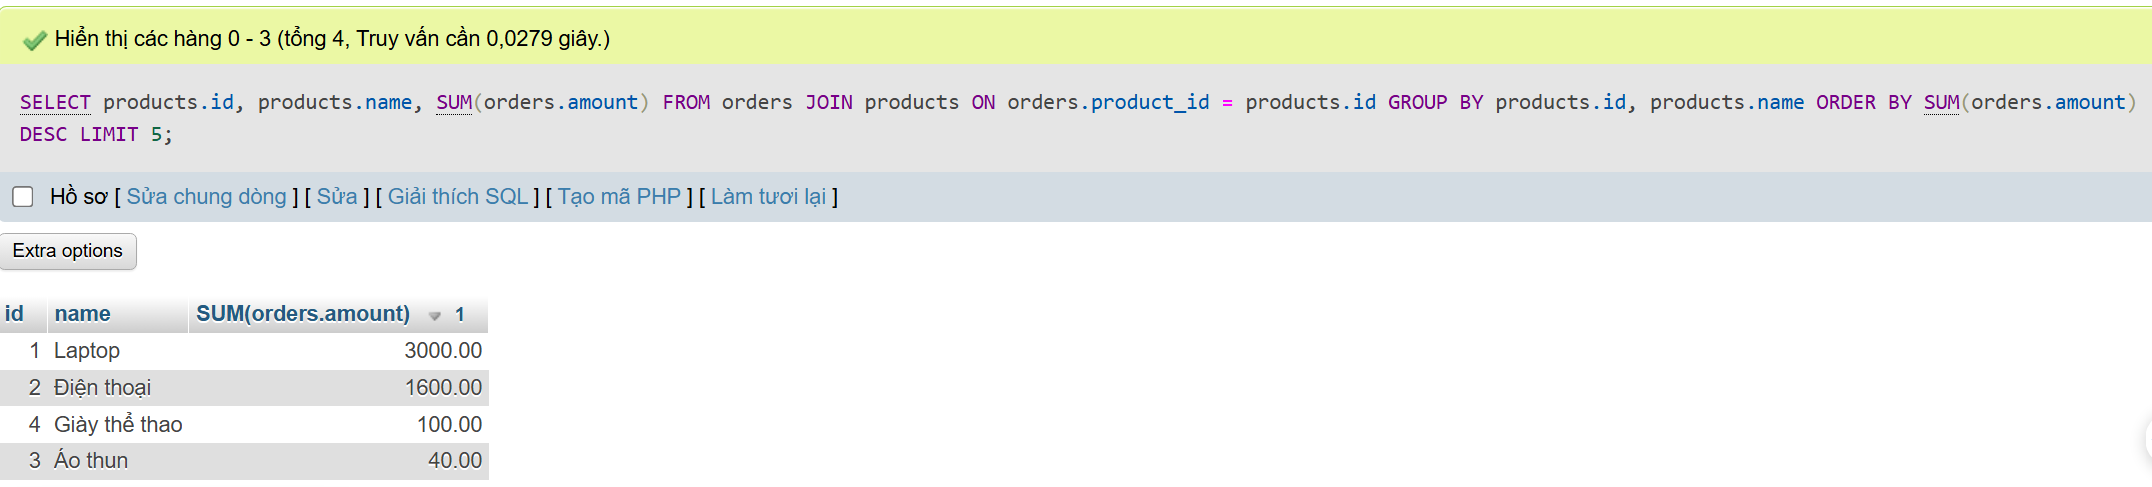 Hiển thị các hàng 0 - 3 (tổng 4, Truy vấn cần 0,0279 giây.)
SELECT products.id, products.name, SUM(orders.amount) FROM orders JOIN products ON orders.product_id = products.id GROUP BY products.id, products.name ORDER BY SUM(orders.amount)
DESC LIMIT 5;
Hồ sơ [ Sửa chung dòng ] [ Sửa ] [ Giải thích SQL ] [ Tạo mã PHP ] [ Làm tươi lại ]
Extra options
id name SUM(orders.amount) 1
1 Laptop 3000.00
2 Điện thoại 1600.00
4 Giày thể thao 100.00
3 Áo thun 40.00